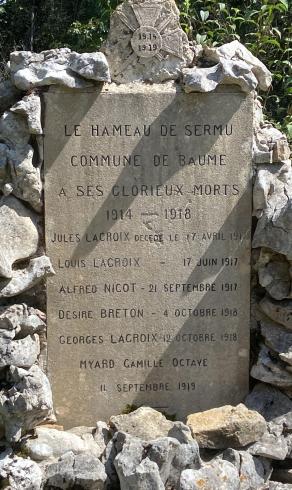 1914
1919
LE HAMEAU DE SERMU
COMMUNE DE BAUME
A SES GLORIEUX MORTS
1914 - 1918
JULES LACROIX DÉCÉDÉ LE 17 AVRIL
LOUIS LACROIX - 17 JUIN 1917
ALFRED NICOT - 21 SEPTEMBRE 1917
DESIRE BRETON - 4 OCTOBRE 1918
GEORGES LACROIX 12 OCTOBRE 1918
MYARD CAMILLE OCTAVE
11 SEPTEMBRE 1919